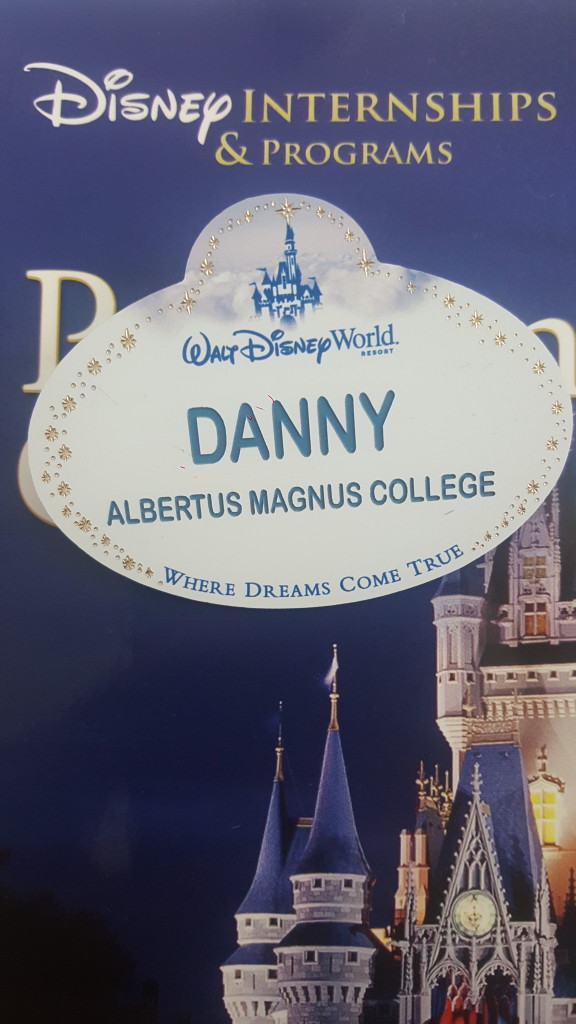 Disney INTERNSHIPS
& PROGRAMS
WALT DISNEY World.
RESORT
DANNY
ALBERTUS MAGNUS COLLEGE
WHERE DREAMS COME TRUE